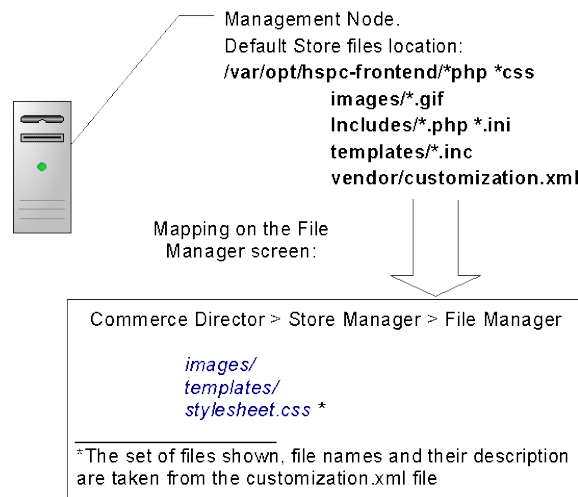 Management Node.
Default Store files location:
/var/opt/hspc-frontend/*php *css
images/*.gif
Includes/*.php *.ini
templates/*.inc
vendor/customization.xml
Mapping on the File
Manager screen:
Commerce Director > Store Manager > File Manager
images/
templates/
stylesheet.css *
*The set of files shown, file names and their description
are taken from the customization.xml file